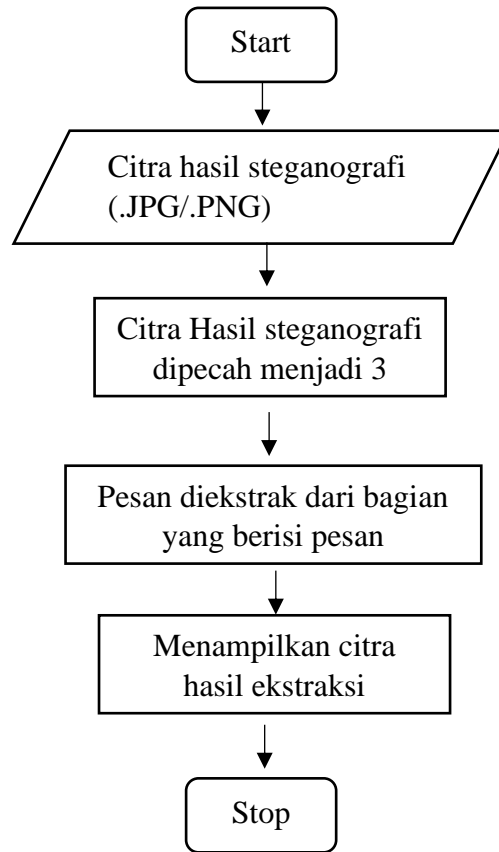 Start
Citra hasil steganografi
(.JPG/.PNG)
Citra Hasil steganografi
dipecah menjadi 3
Pesan diekstrak dari bagian
yang berisi pesan
Menampilkan citra
hasil ekstraksi
Stop